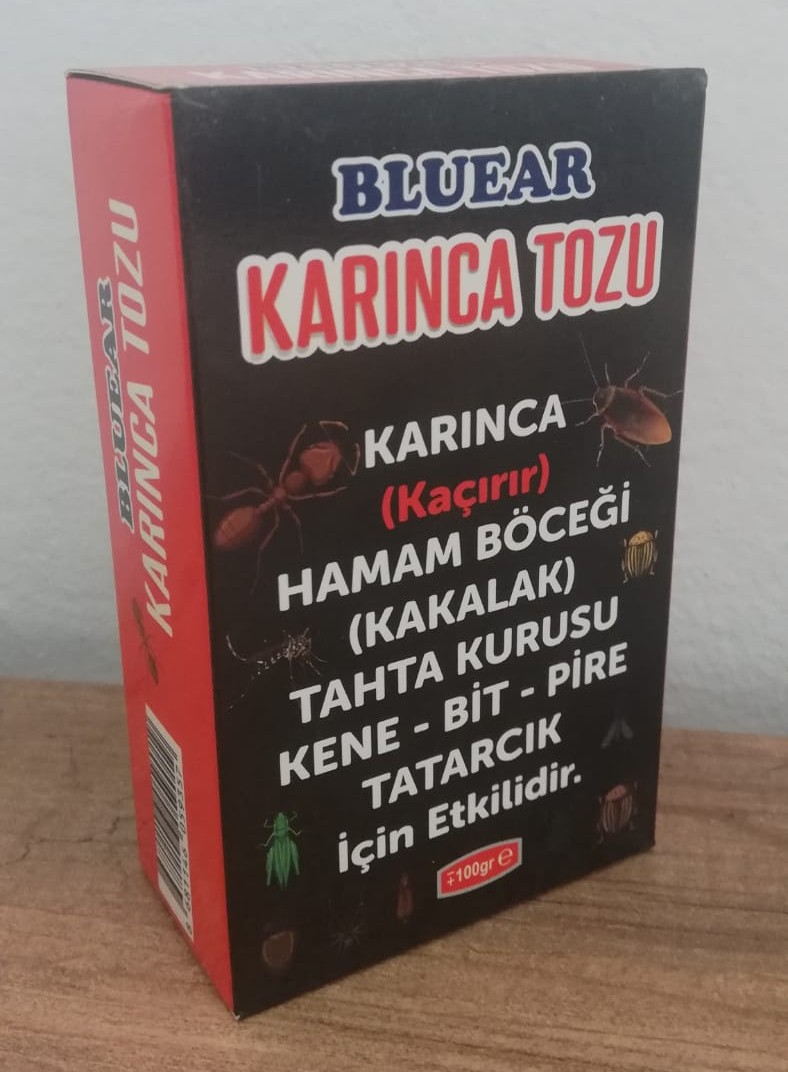 BLUEAR
KARINCA TOZU
KARINCA
(Kaçırır)
HAMAM BÖCEĞİ
(KAKALAK)
TAHTA KURUSU
KENE - BİT - PİRE
TATARCIK
İçin Etkilidir.
∓100gr ℮
BLUEAR
KARINCA TOZU